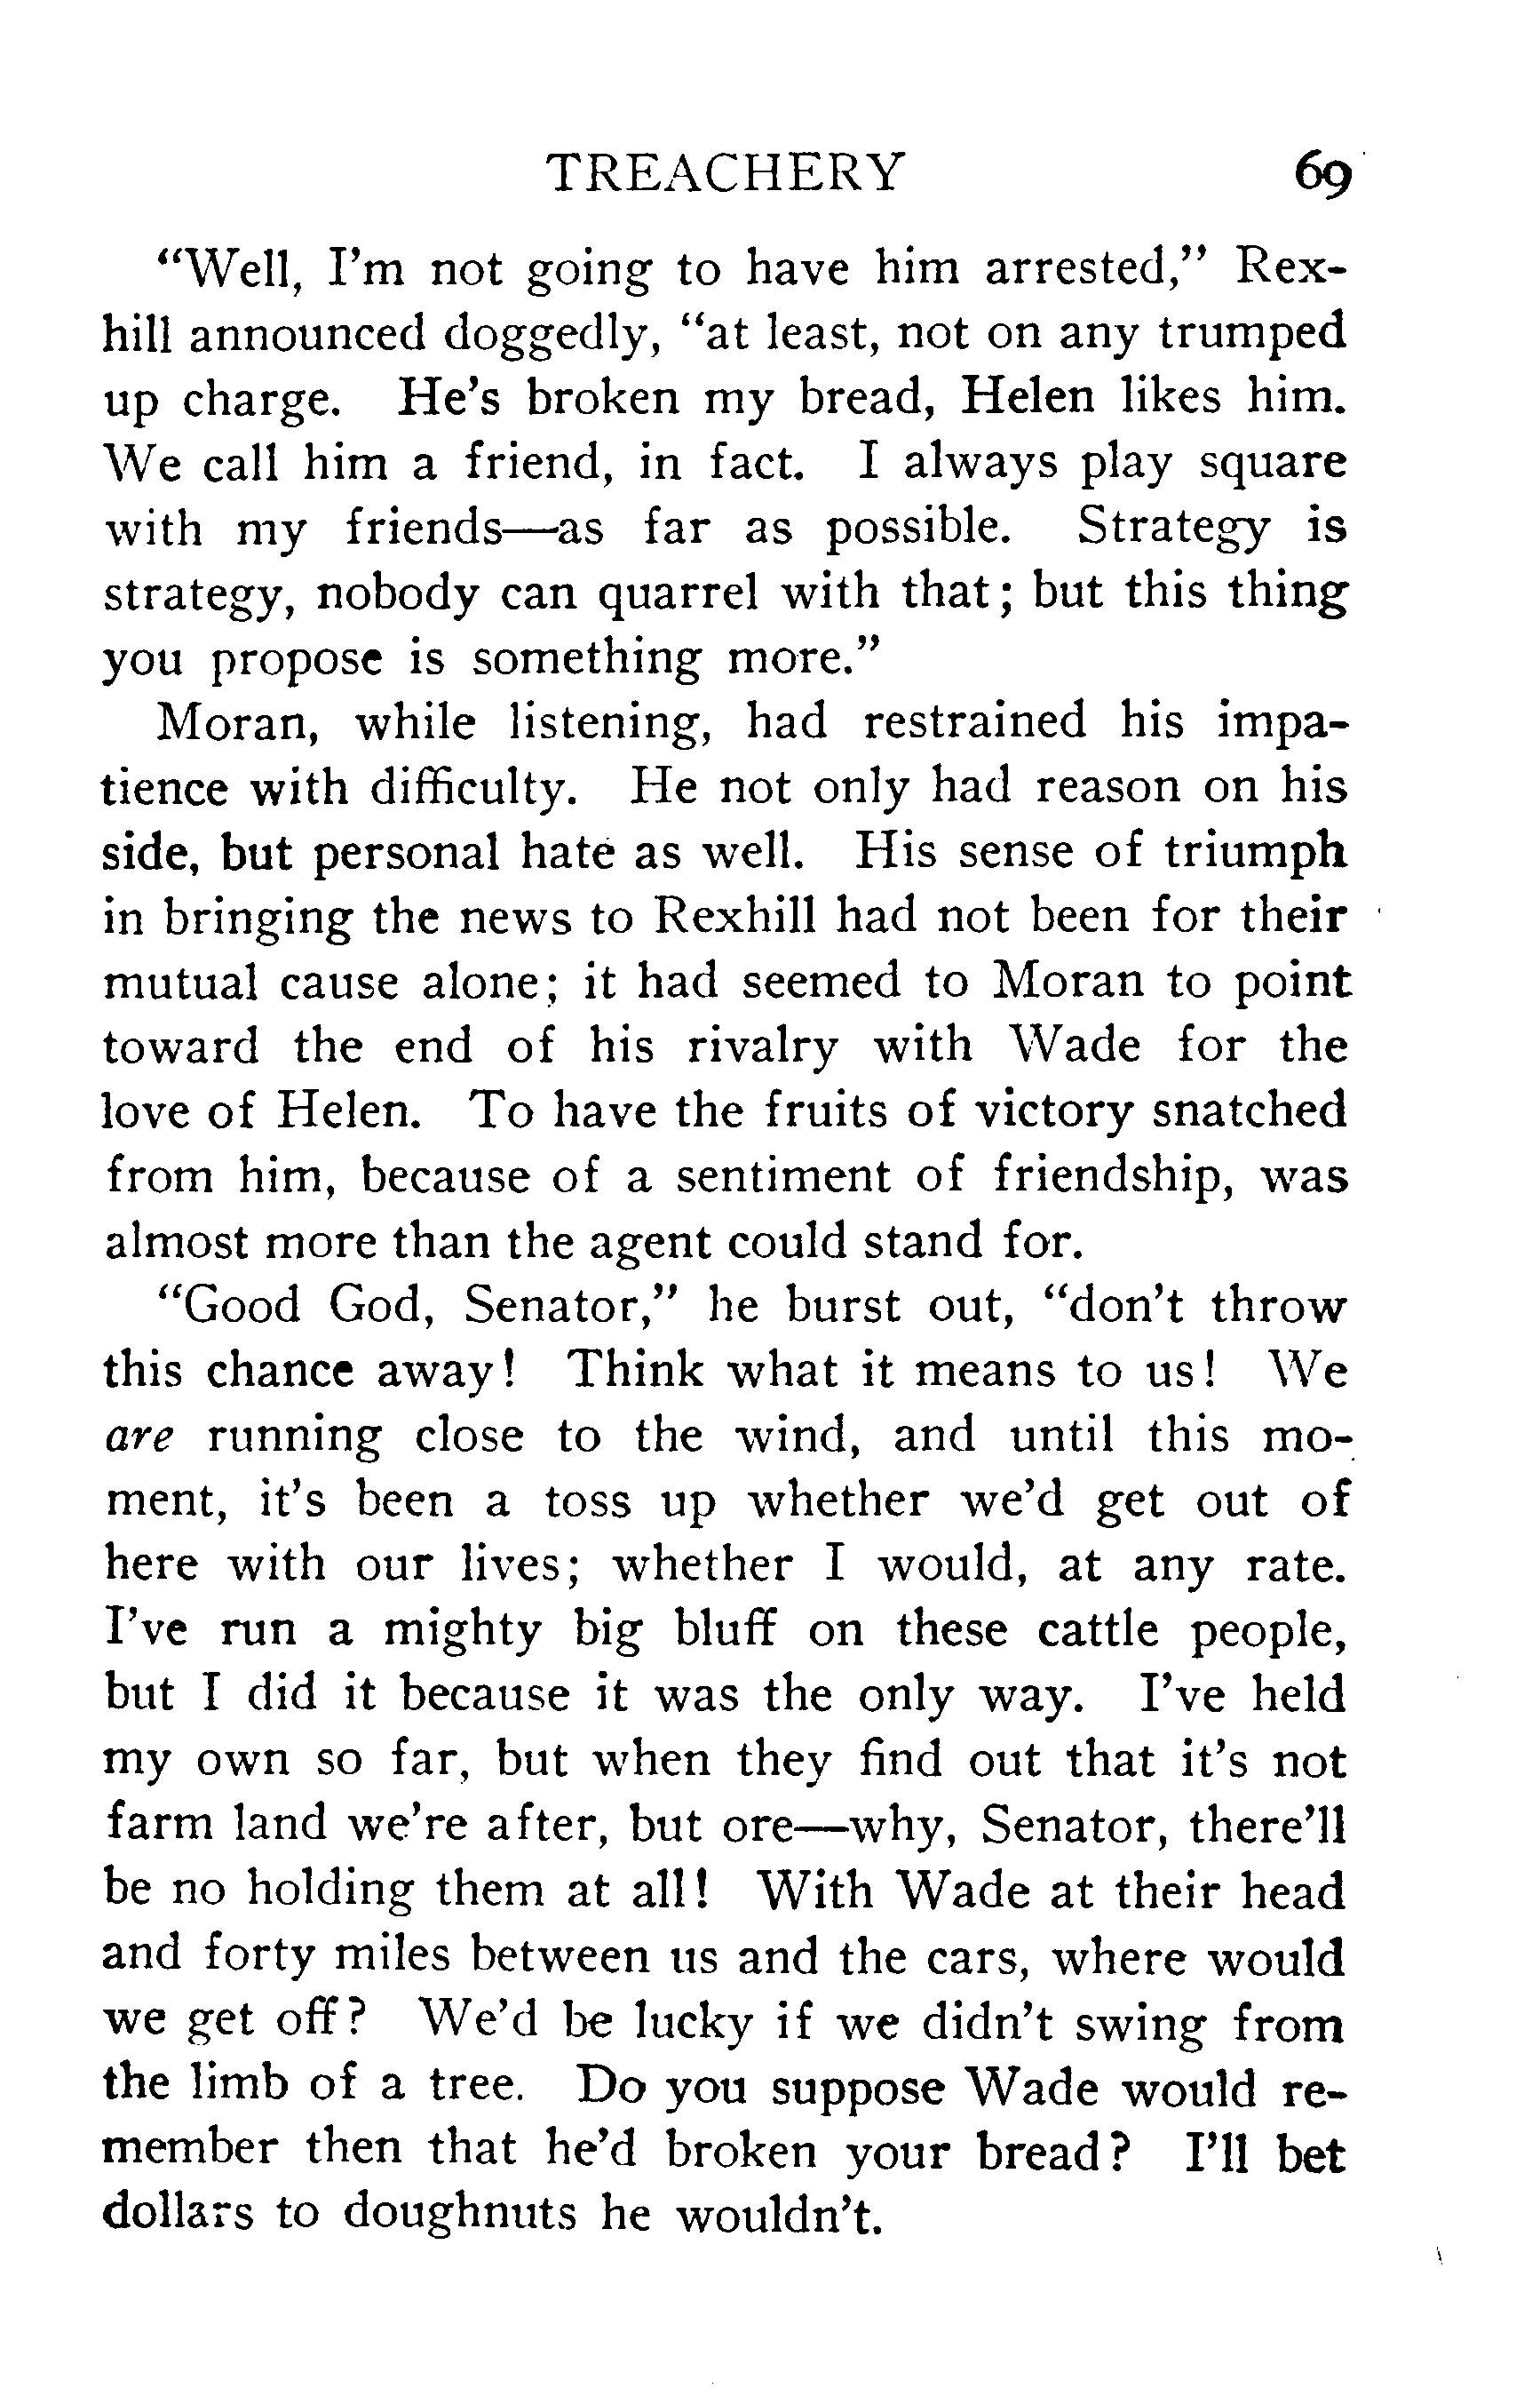 TREACHERY 69
“Well, I’m not going to have him arrested,” Rex-
hill announced doggedly, “at least, not on any trumped
up charge. He’s broken my bread, Helen likes him.
We call him a friend, in fact. I always play square
with my friends—as far as possible. Strategy is
strategy, nobody can quarrel with that; but this thing
you propose is something more.”
Moran, while listening, had restrained his impa-
tience with difficulty. He not only had reason on his
side, but personal hate as well. His sense of triumph
in bringing the news to Rexhill had not been for their
mutual cause alone; it had seemed to Moran to point
toward the end of his rivalry with Wade for the
love of Helen. To have the fruits of victory snatched
from him, because of a sentiment of friendship, was
almost more than the agent could stand for.
“Good God, Senator,” he burst out, “don’t throw
this chance away! Think what it means to us! We
are running close to the wind, and until this mo-
ment, it’s been a toss up whether we’d get out of
here with our lives; whether I would, at any rate.
I’ve run a mighty big bluff on these cattle people,
but I did it because it was the only way. I’ve held
my own so far, but when they find out that it’s not
farm land we’re after, but ore—why, Senator, there’ll
be no holding them at all! With Wade at their head
and forty miles between us and the cars, where would
we get off? We’d be lucky if we didn’t swing from
the limb of a tree. Do you suppose Wade would re-
member then that he’d broken your bread? I’ll bet
dollars to doughnuts he wouldn’t.